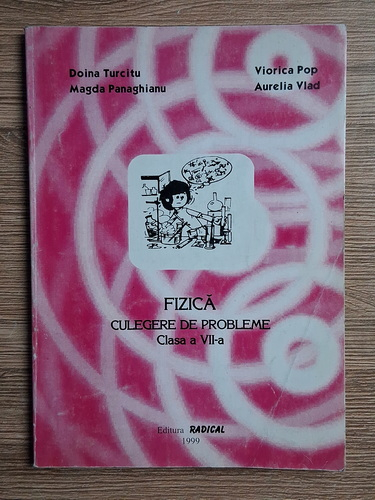 Doina Turcitu
Magda Panaghianu
Viorica Pop
Aurelia Vlad
FIZICĂ
CULEGERE DE PROBLEME
Clasa a VII-a
Editura RADICAL
1999